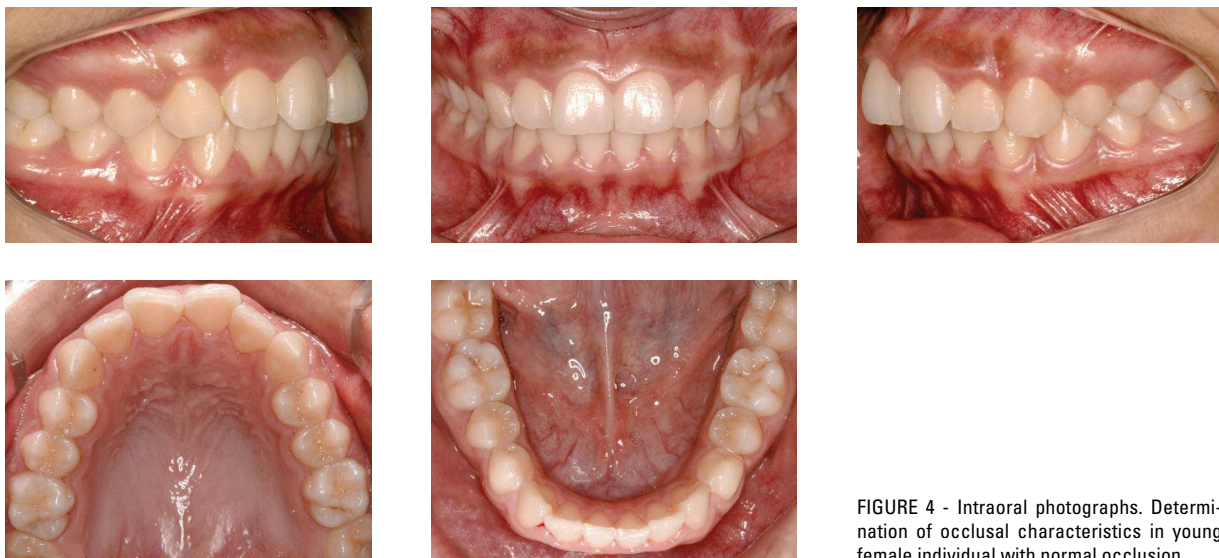 FIGURE 4 - Intraoral photographs. Determi-
nation of occlusal characteristics in young
female individual with normal occlusion.